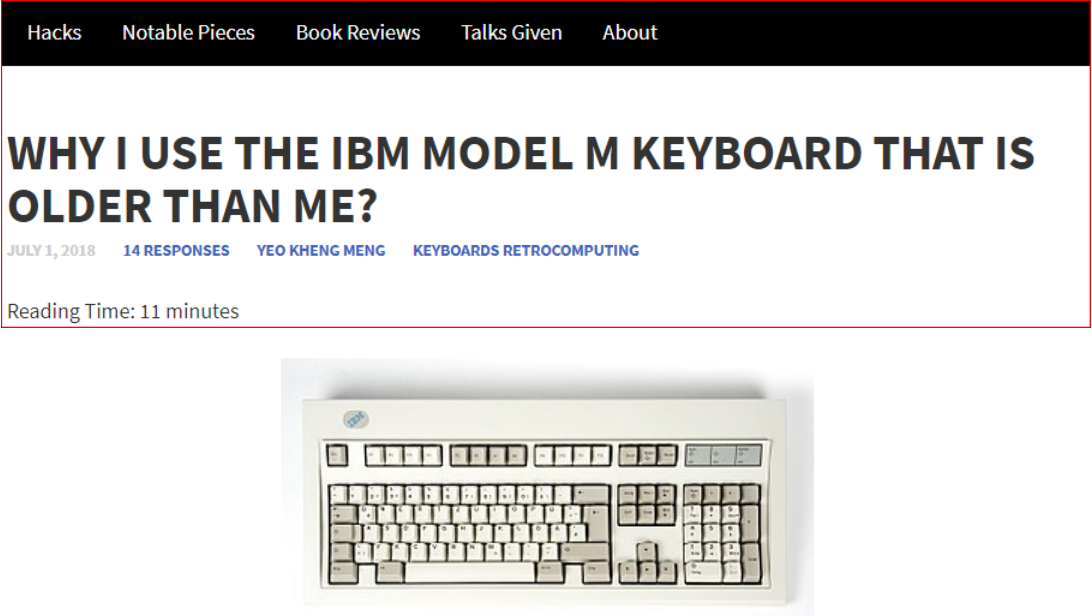 Hacks Notable Pieces Book Reviews Talks Given About
WHY I USE THE IBM MODEL M KEYBOARD THAT IS
OLDER THAN ME?
JULY 1, 2018 14 RESPONSES YEO KHENG MENG KEYBOARDS RETROCOMPUTING
Reading Time: 11 minutes
IBM